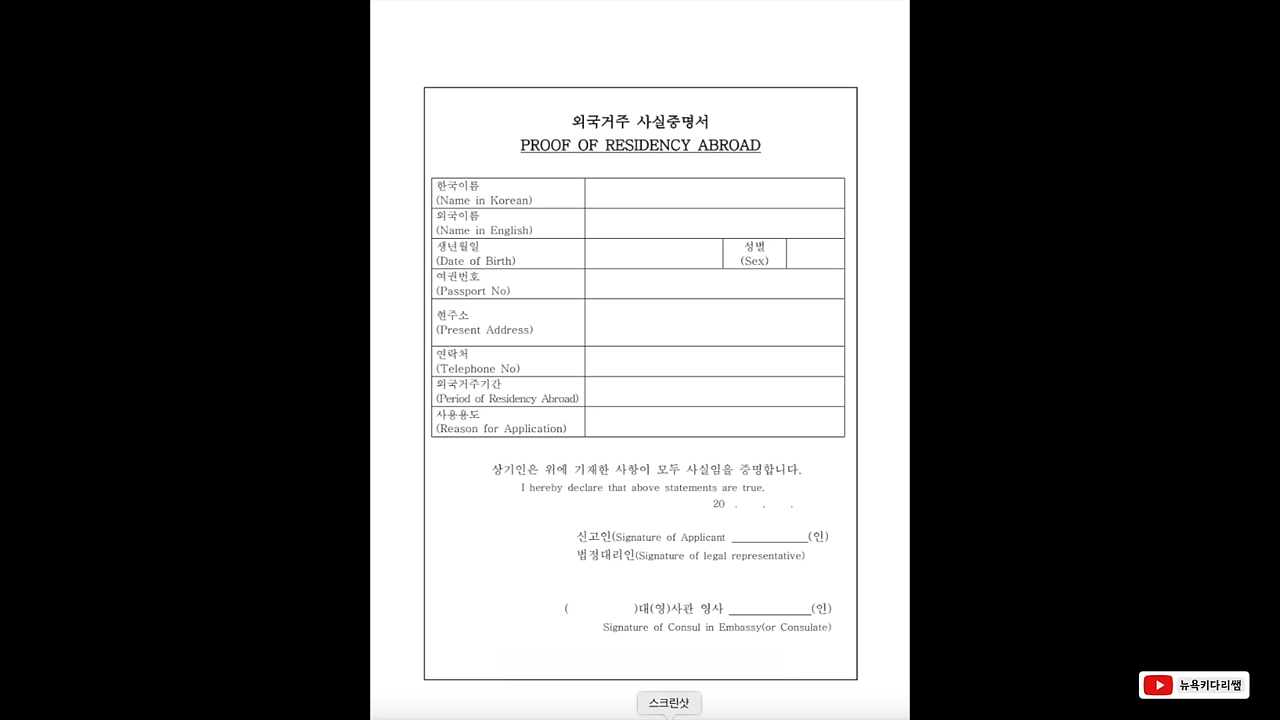 외국거주 사실증명서
PROOF OF RESIDENCY ABROAD
한국이름
(Name in Korean)
외국이름
(Name in English)
생년월일
(Date of Birth)
성별
(Sex)
여권번호
(Passport No)
현주소
(Present Address)
연락처
(Telephone No)
외국거주기간
(Period of Residency Abroad)
사용용도
(Reason for Application)
상기인은 위에 기재한 사항이 모두 사실임을 증명합니다.
I hereby declare that above statements are true.
20 . . .
신고인(Signature of Applicant ____________(인)
법정대리인(Signature of legal representative)
( )대(영)사관 영사 _____________(인)
Signature of Consul in Embassy(or Consulate)
스크린샷
뉴욕키다리쌤